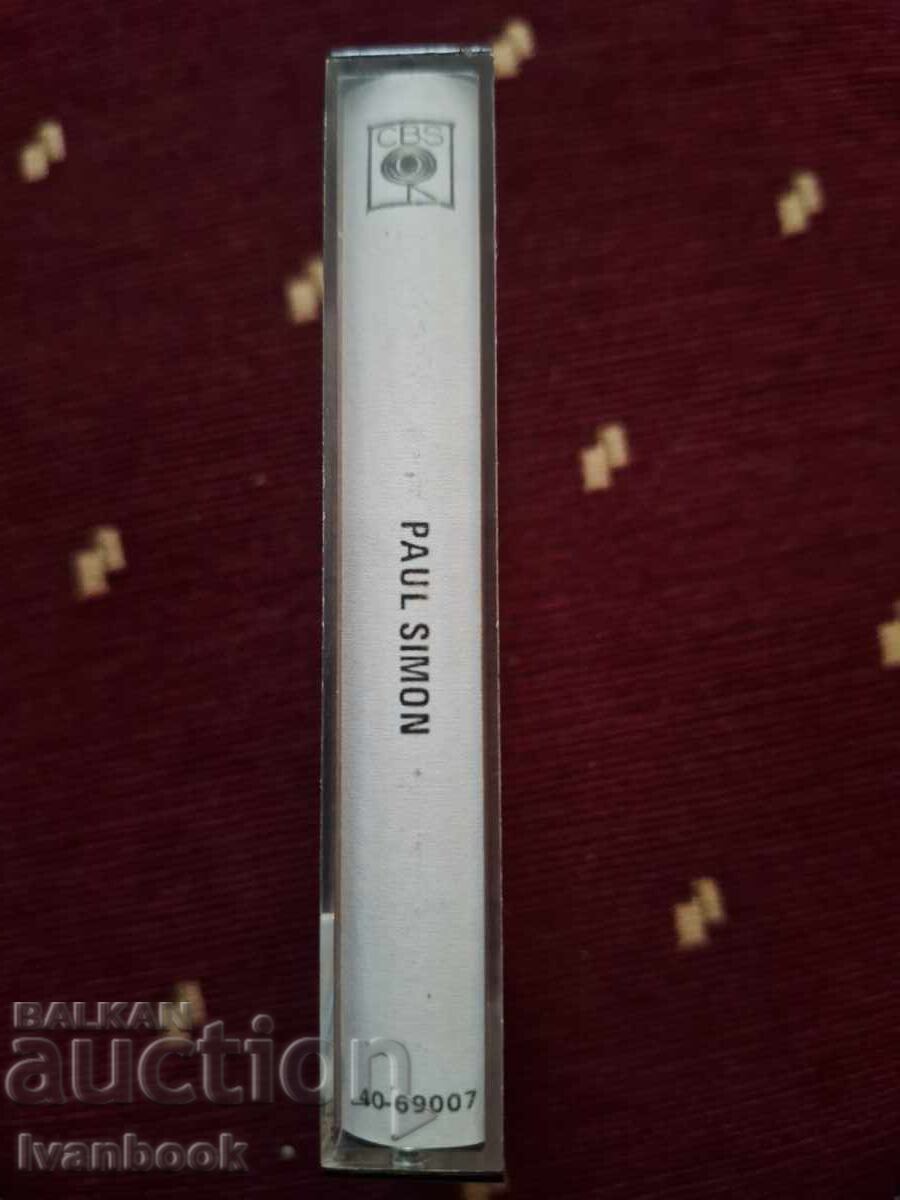 CBS
PAUL SIMON
40-69007
BALKAN
auction
Ivanbook